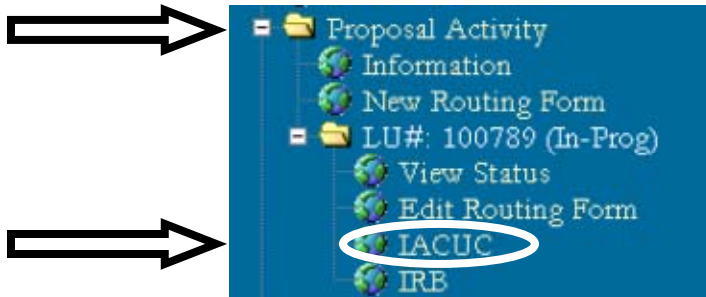 Proposal Activity
Information
New Routing Form
LU#: 100789 (In-Prog)
View Status
Edit Routing Form
IACUC
IRB